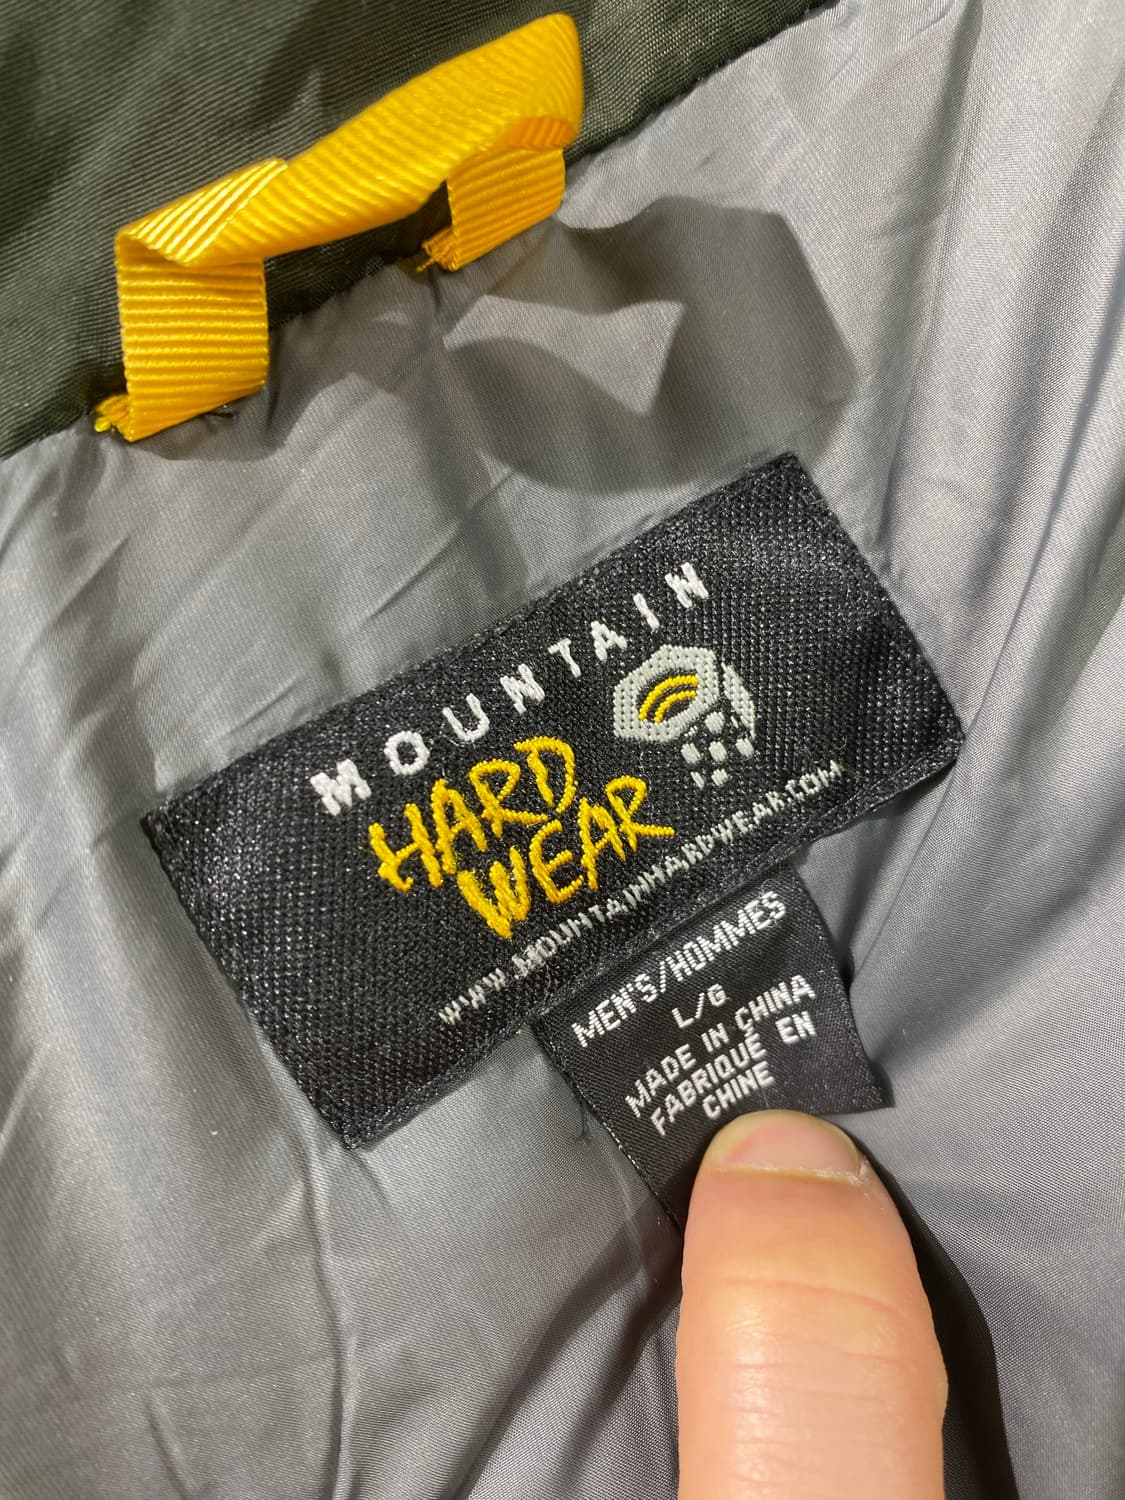 MOUNTAIN
HARD
WEAR
WWW.MOUNTAINHARDWEAR.COM
MEN'S/HOMMES
L/G
MADE IN CHINA
FABRIQUÉ EN
CHINE